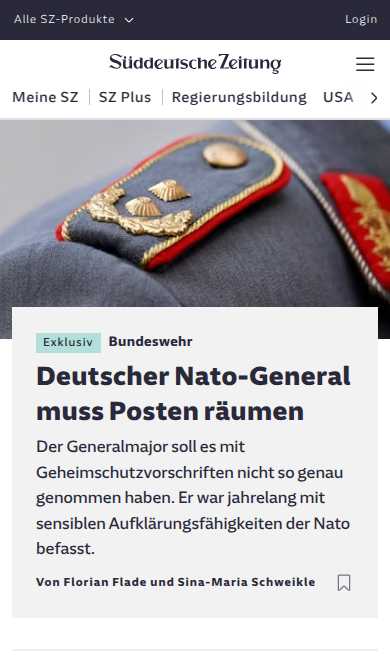 Alle SZ-Produkte
Login
Süddeutsche Zeitung
Meine SZ
SZ Plus
Regierungsbildung
USA
Exklusiv
Bundeswehr
Deutscher Nato-General
muss Posten räumen
Der Generalmajor soll es mit
Geheimschutzvorschriften nicht so genau
genommen haben. Er war jahrelang mit
sensiblen Aufklärungsfähigkeiten der Nato
befasst.
Von Florian Flade und Sina-Maria Schweikle